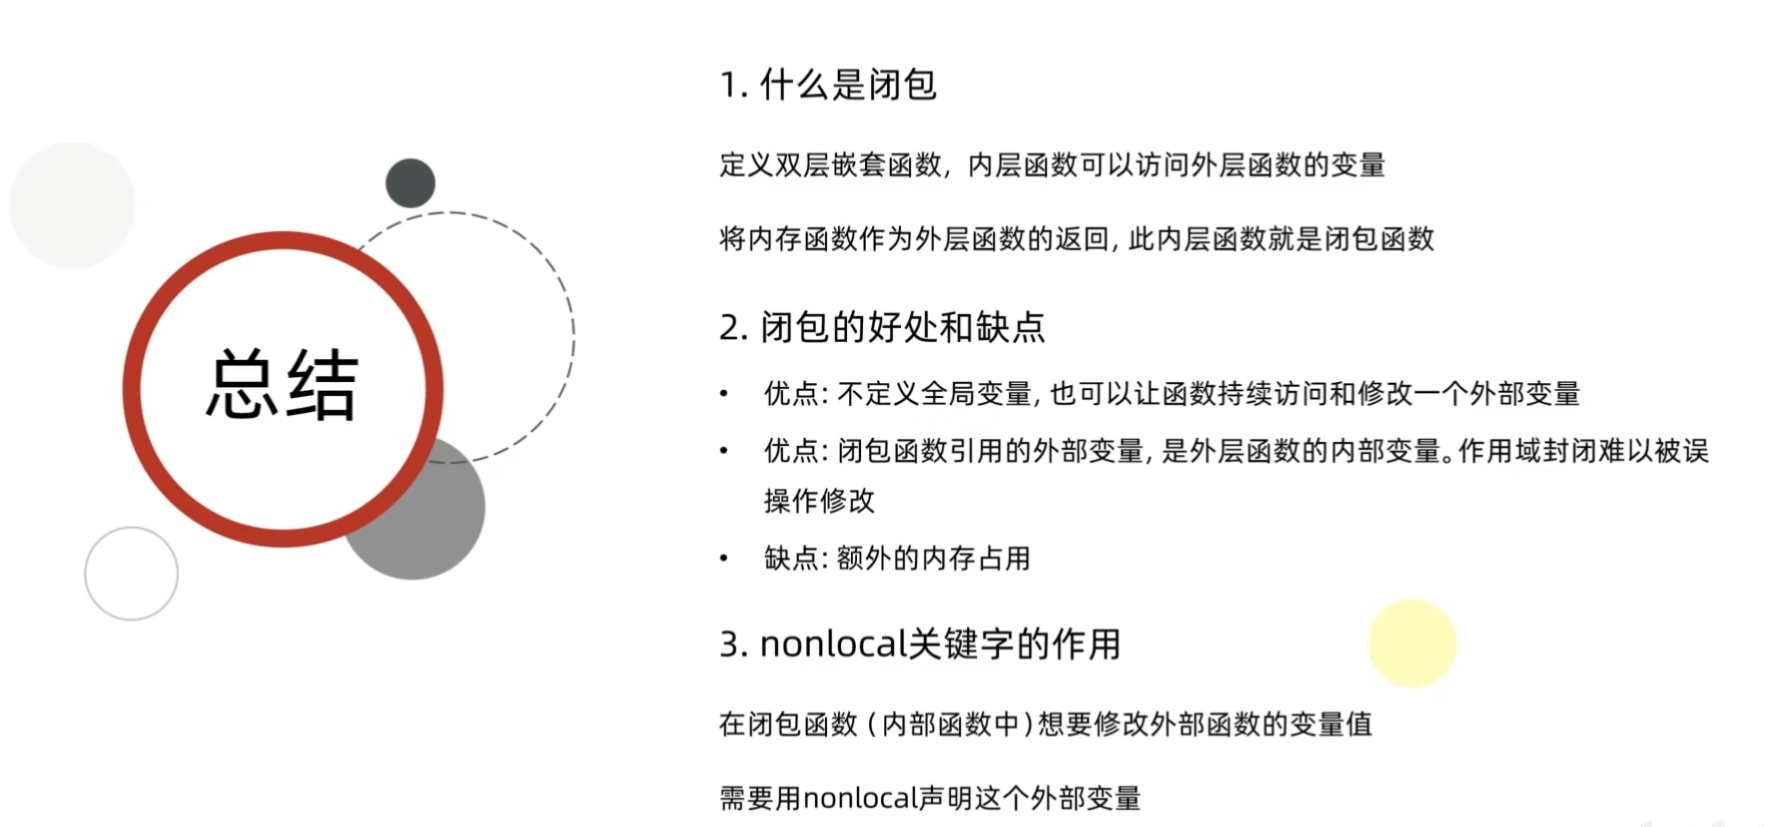 总结
1. 什么是闭包
定义双层嵌套函数, 内层函数可以访问外层函数的变量
将内存函数作为外层函数的返回, 此内层函数就是闭包函数
2. 闭包的好处和缺点
• 优点: 不定义全局变量, 也可以让函数持续访问和修改一个外部变量
• 优点: 闭包函数引用的外部变量, 是外层函数的内部变量。作用域封闭难以被误
操作修改
• 缺点: 额外的内存占用
3. nonlocal关键字的作用
在闭包函数 (内部函数中) 想要修改外部函数的变量值
需要用nonlocal声明这个外部变量